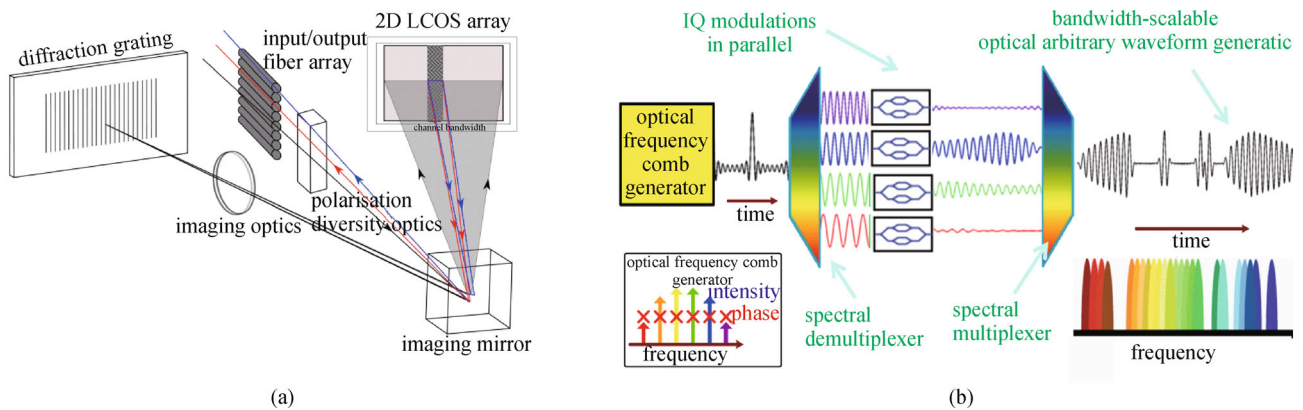 diffraction grating
input/output
fiber array
2D LCOS array
channel bandwidth
imaging optics
polarisation
diversity optics
imaging mirror
(a)
IQ modulations
in parallel
bandwidth-scalable
optical arbitrary waveform generatic
optical
frequency
comb
generator
time
time
optical frequency comb
generator
intensity
phase
frequency
spectral
demultiplexer
spectral
multiplexer
frequency
(b)